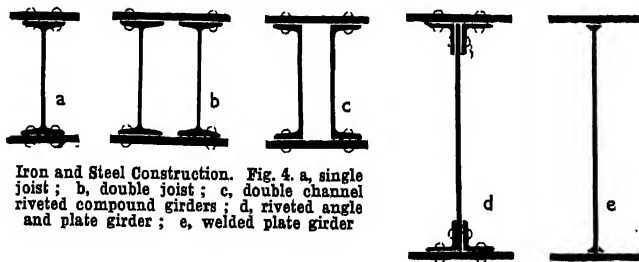 a
b
c
d
e
Iron and Steel Construction. Fig. 4. a, single
joist; b, double joist; c, double channel
riveted compound girders; d, riveted angle
and plate girder; e, welded plate girder